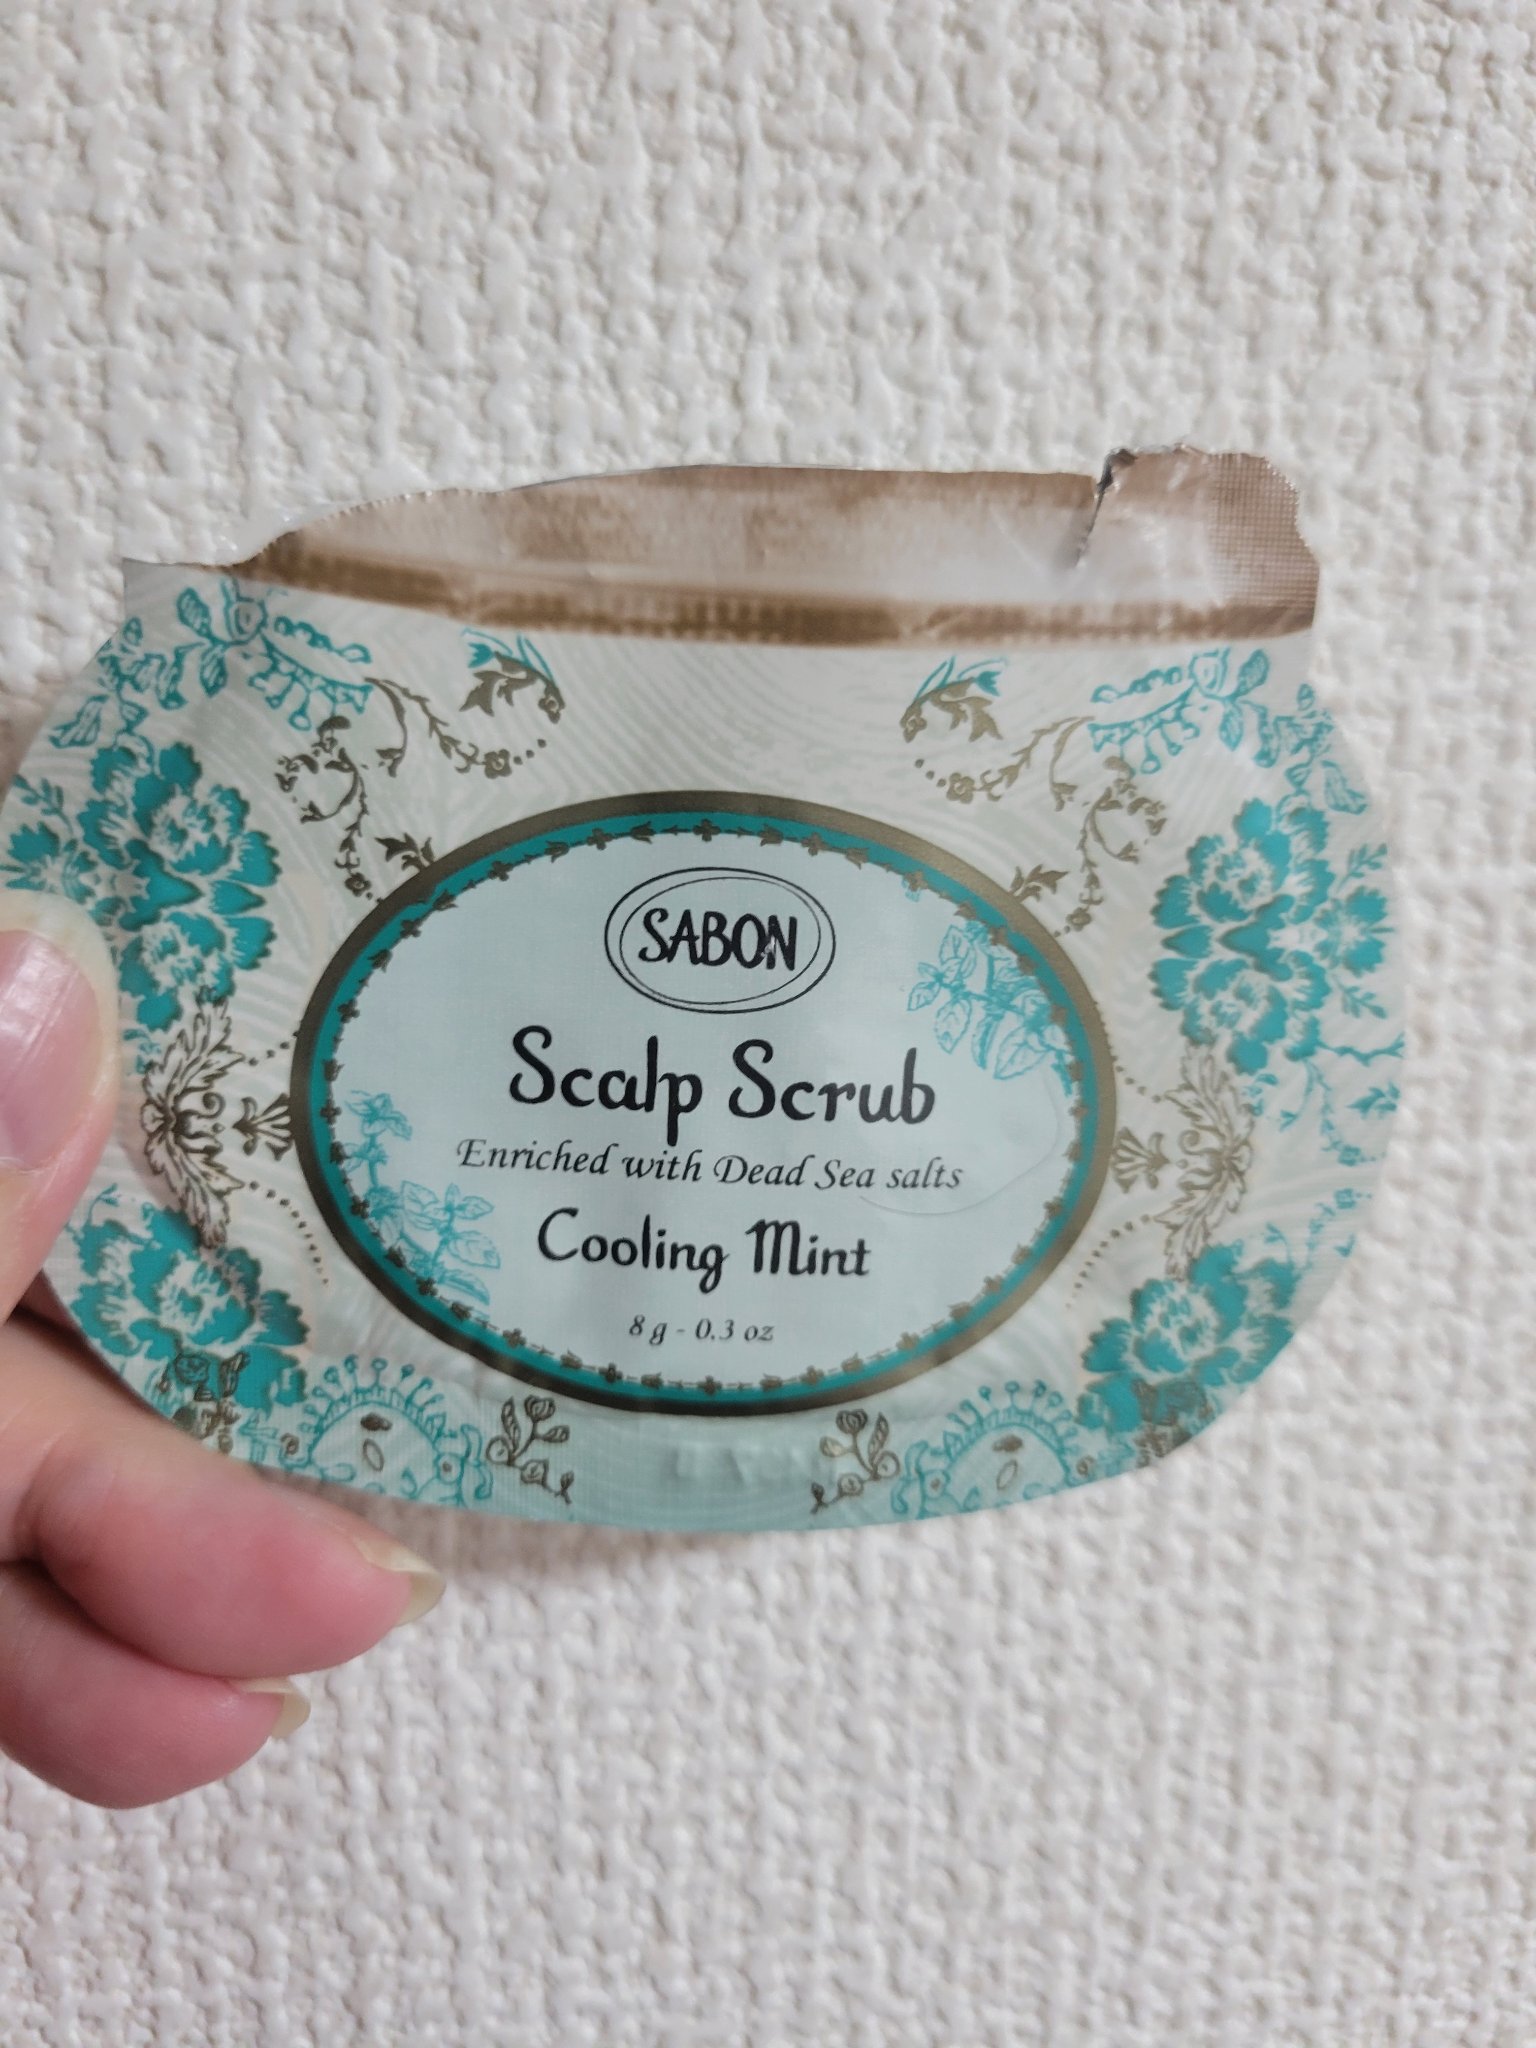 SABON
Scalp Scrub
Enriched with Dead Sea salts
Cooling Mint
8 g - 0.3 oz